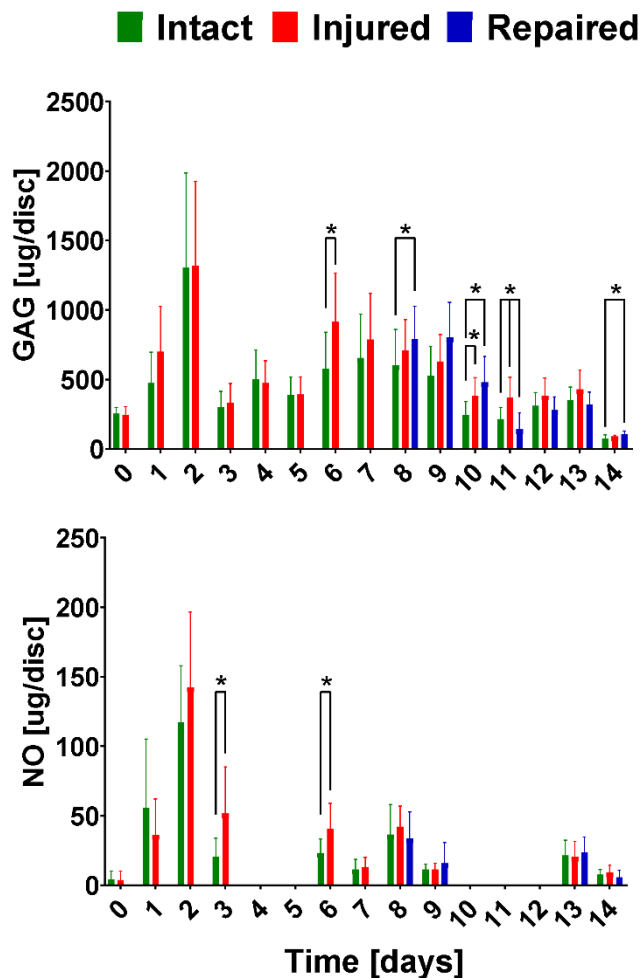 Intact Injured Repaired
GAG [ug/disc]
2500
2000
1500
1000
500
0
* * * * * *
0 1 2 3 4 5 6 7 8 9 10 11 12 13 14
NO [ug/disc]
250
200
150
100
50
0
* *
0 1 2 3 4 5 6 7 8 9 10 11 12 13 14
Time [days]